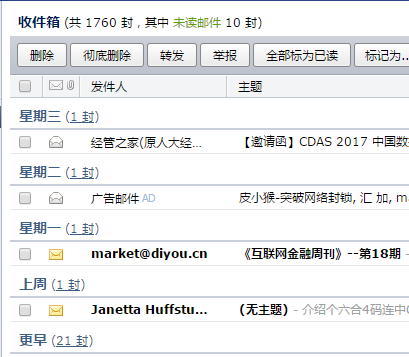 收件箱 (共 1760 封，其中 未读邮件 10 封)
删除 彻底删除 转发 举报 全部标为已读 标记为...
发件人 主题
星期三 (1 封)
经管之家(原人大经... 【邀请函】CDAS 2017 中国数
星期二 (1 封)
广告邮件 AD 皮小猴-突破网络封锁, 汇 加, ma
星期一 (1 封)
market@diyou.cn 《互联网金融周刊》--第18期
上周 (1 封)
Janetta Huffstu... (无主题) - 介绍个六合4码连中
更早 (21 封)